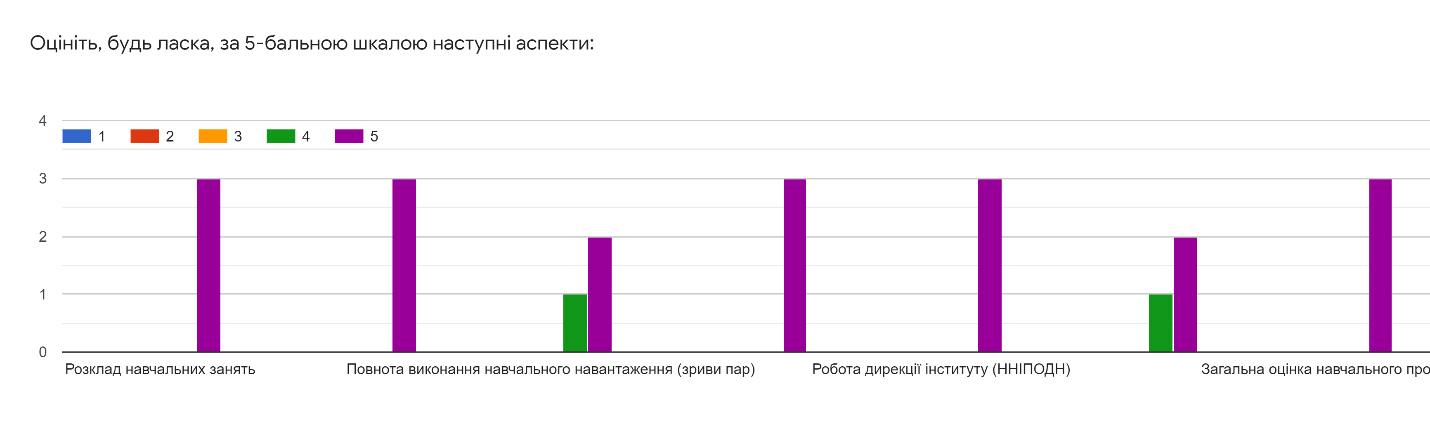 Оцініть, будь ласка, за 5-бальною шкалою наступні аспекти:
4
1 2 3 4 5
3
2
1
0
Розклад навчальних занять Повнота виконання навчального навантаження (зриви пар) Робота дирекції інституту (ННІПОДН) Загальна оцінка навчального про